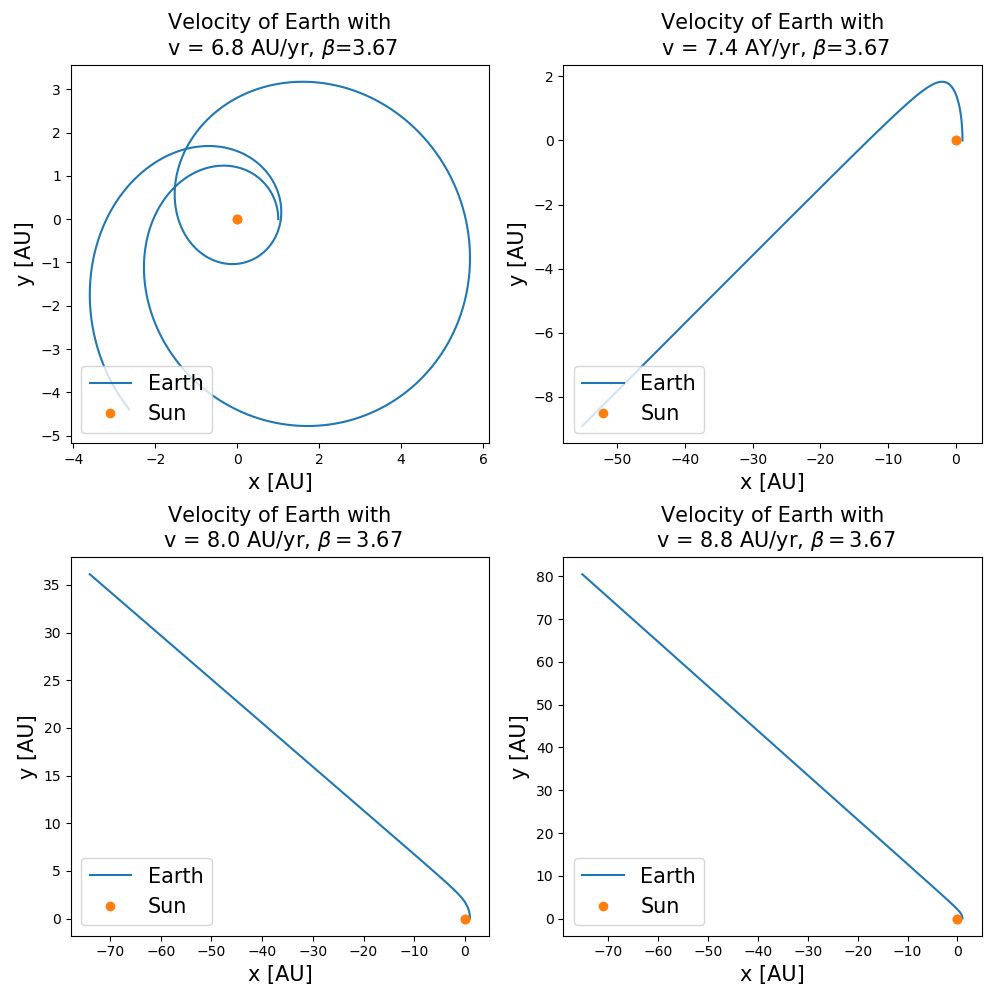 Velocity of Earth with
v = 6.8 AU/yr, β=3.67
3
2
1
0
−1
−2
−3
−4
−5
y [AU]
Earth
Sun
−4 −2 0 2 4 6
x [AU]
Velocity of Earth with
v = 7.4 AY/yr, β=3.67
2
0
−2
−4
−6
−8
y [AU]
Earth
Sun
−50 −40 −30 −20 −10 0
x [AU]
Velocity of Earth with
v = 8.0 AU/yr, β = 3.67
35
30
25
20
15
10
5
0
y [AU]
Earth
Sun
−70 −60 −50 −40 −30 −20 −10 0
x [AU]
Velocity of Earth with
v = 8.8 AU/yr, β = 3.67
80
70
60
50
40
30
20
10
0
y [AU]
Earth
Sun
−70 −60 −50 −40 −30 −20 −10 0
x [AU]